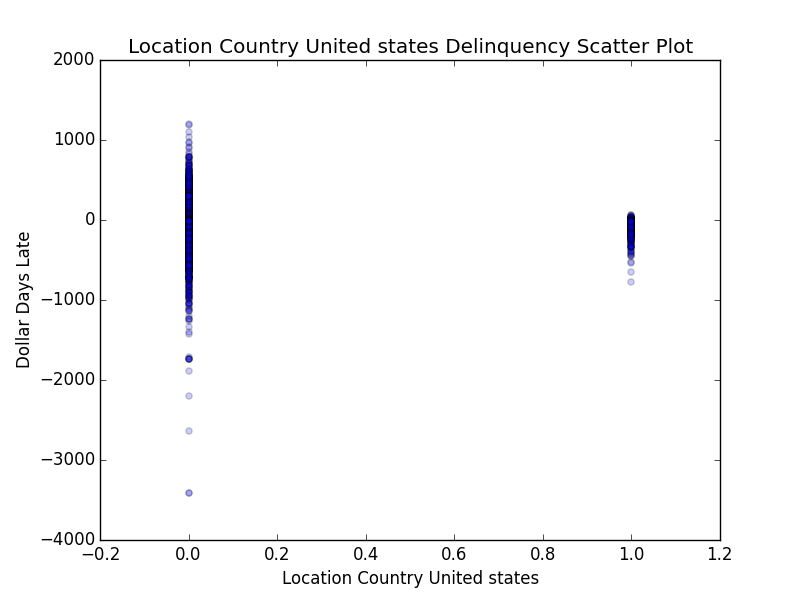 Location Country United states Delinquency Scatter Plot
2000
1000
0
−1000
−2000
−3000
−4000
Dollar Days Late
−0.2 0.0 0.2 0.4 0.6 0.8 1.0 1.2
Location Country United states